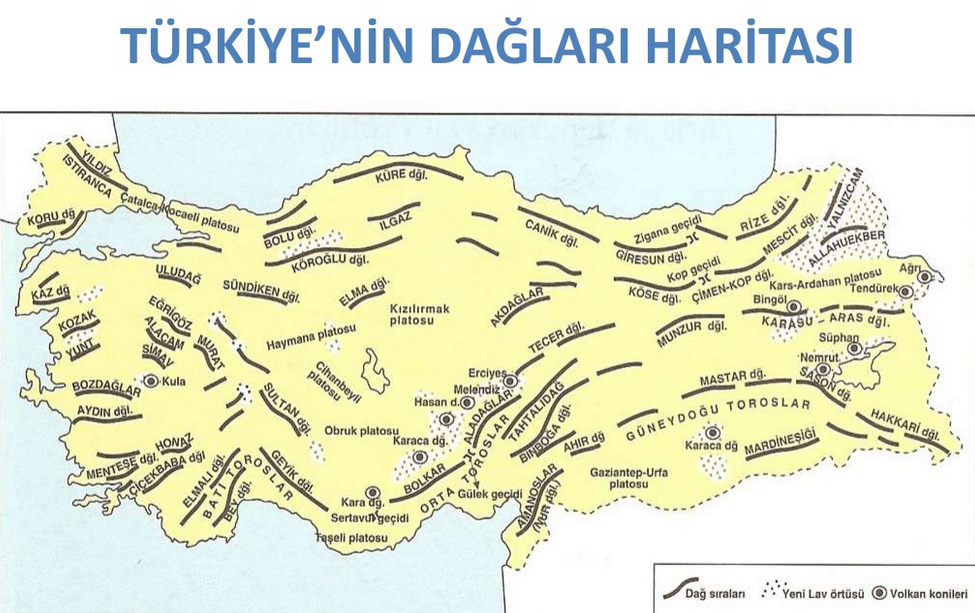 TÜRKİYE’NİN DAĞLARI HARİTASI
YILDIZ
ISTIRANCA
Çatalca-Kocaeli platosu
KORU dğ
KÜRE dğl.
ILGAZ
BOLU dğl.
KÖROĞLU dğl.
CANİK dğl.
Zigana geçidi
GİRESUN dğl.
RİZE dğl.
YALNIZCAM
MESCİT dğl.
ALLAHUEKBER
Kop geçidi
KÖSE dğl.
ÇİMEN-KOP dğl.
Kars-Ardahan platosu
Ağrı
Tendürek
ULUDAĞ
SÜNDİKEN dğl.
ELMA dğl.
Kızılırmak
platosu
AKDAĞLAR
KAZ dğ
KOZAK
YUNT
EĞRİGÖZ
ALAÇAM
SİMAV
MURAT
Haymana platosu
Cihanbeyli
platosu
TECER dğl.
MUNZUR dğl.
Bingöl
KARASU - ARAS dğl.
Süphan
Nemrut
Kula
BOZDAĞLAR
AYDIN dğl.
SULTAN dğl.
Erciyes
Melendiz
Hasan d.
ALADAĞLAR
TAHTALIDAĞ
BİNBOĞA dğl.
AHIR dğ
MASTAR dğ.
SASON dğ.
GÜNEYDOĞU TOROSLAR
HAKKARİ dğl.
Obruk platosu
Karaca dğ.
Karaca dğ
MARDİNEŞİĞİ
MENTEŞE dğl.
HONAZ
ÇİÇEKBABA dğl
ELMALI dğl.
BATI TOROSLAR
BEY dğl.
GEYİK dğl.
Kara dğ.
BOLKAR
ORTA TOROSLAR
Gülek geçidi
Gaziantep-Urfa
platosu
AMANOSLAR
(NUR dğl.)
Sertavul geçidi
Taşeli platosu
Dağ sıraları
Yeni Lav örtüsü
Volkan konileri